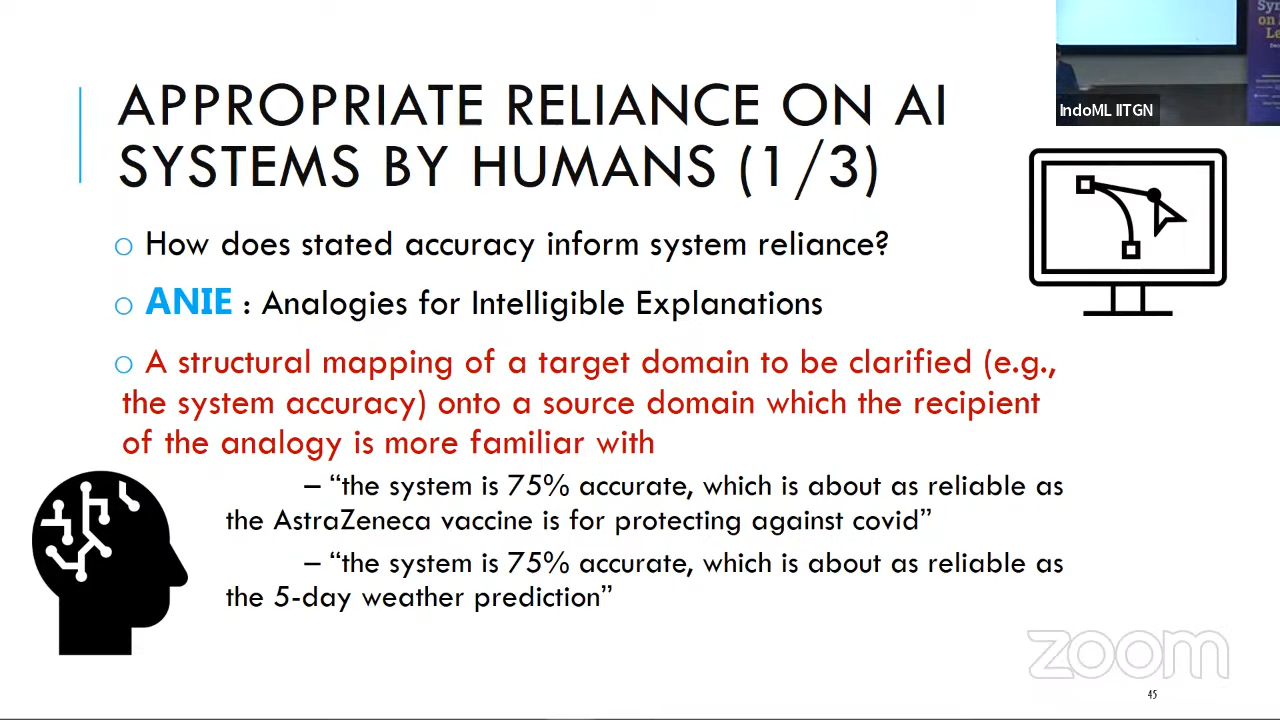 Syn
on A
Le
IndoML IITGN
APPROPRIATE RELIANCE ON AI
SYSTEMS BY HUMANS (1/3)
o How does stated accuracy inform system reliance?
o ANIE : Analogies for Intelligible Explanations
o A structural mapping of a target domain to be clarified (e.g.,
the system accuracy) onto a source domain which the recipient
of the analogy is more familiar with
– “the system is 75% accurate, which is about as reliable as
the AstraZeneca vaccine is for protecting against covid”
– “the system is 75% accurate, which is about as reliable as
the 5-day weather prediction”
zoom
45